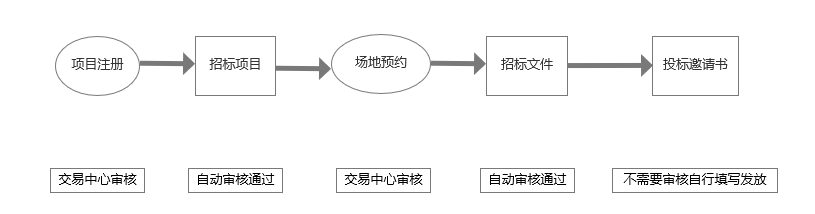 项目注册
招标项目
场地预约
招标文件
投标邀请书
交易中心审核
自动审核通过
交易中心审核
自动审核通过
不需要审核自行填写发放